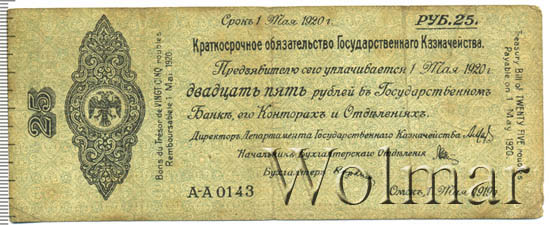 Срокъ 1 Мая 1920 г.
РУБ. 25.
Краткосрочное обязательство Государственнаго Казначейства.
Предъявителю сего уплачивается 1 Мая 1920 г
двадцать пять рублей въ Государственномъ
Банкѣ, его Конторахъ и Отдѣленіяхъ.
Директоръ Департамента Государственнаго Казначейства
Начальникъ Бухгалтерскаго Отдѣленія
Бухгалтеръ
А-А 0143
Омскъ, 1 Мая 1919 г.
25
Bons du Trésor de VINGT CINQ roubles
Remboursable 1 Mai 1920.
Treasury Bill of TWENTY FIVE roubles
Payable on 1 May 1920
Wolmar